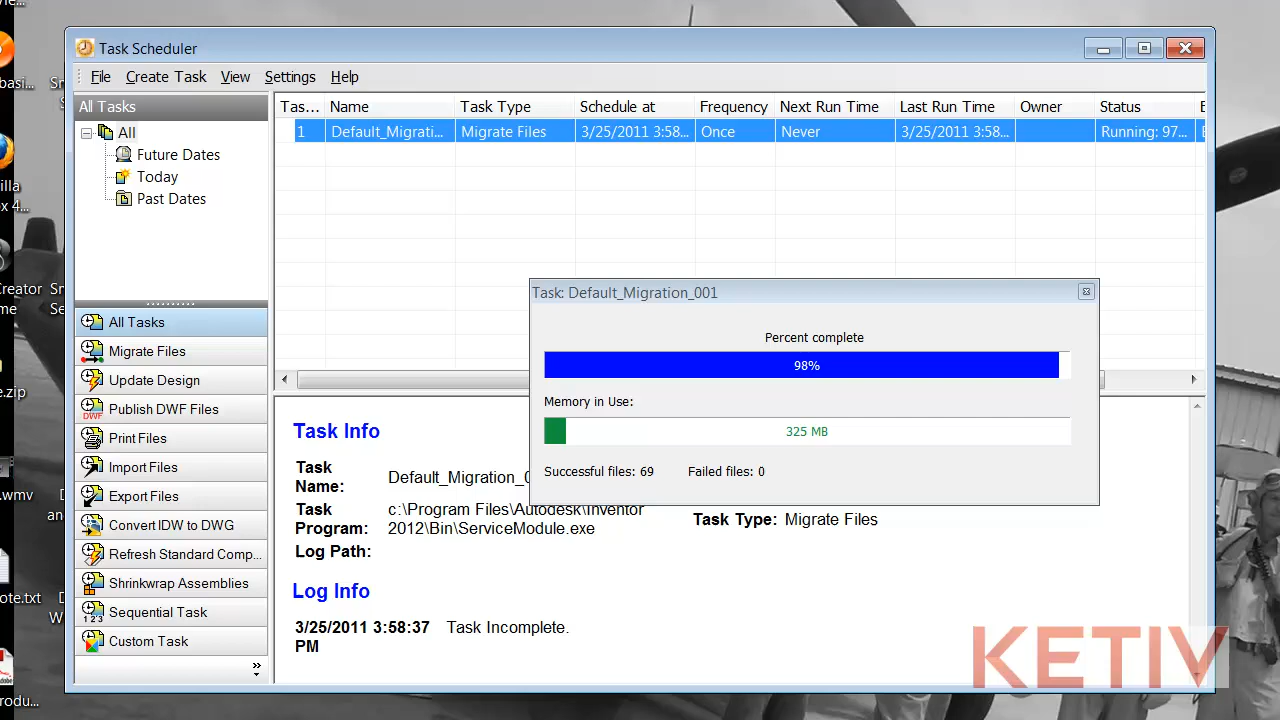 Task Scheduler
File Create Task View Settings Help
All Tasks
All
Future Dates
Today
Past Dates
Tas... Name Task Type Schedule at Frequency Next Run Time Last Run Time Owner Status
1 Default_Migrati... Migrate Files 3/25/2011 3:58... Once Never 3/25/2011 3:58... Running: 97...
All Tasks
Migrate Files
Update Design
Publish DWF Files
Print Files
Import Files
Export Files
Convert IDW to DWG
Refresh Standard Comp...
Shrinkwrap Assemblies
Sequential Task
Custom Task
Task: Default_Migration_001
Percent complete
98%
Memory in Use:
325 MB
Successful files: 69 Failed files: 0
Task Info
Task Name: Default_Migration_0
Task Program: c:\Program Files\Autodesk\Inventor 2012\Bin\ServiceModule.exe
Task Type: Migrate Files
Log Path:
Log Info
3/25/2011 3:58:37 PM Task Incomplete.
KETIV